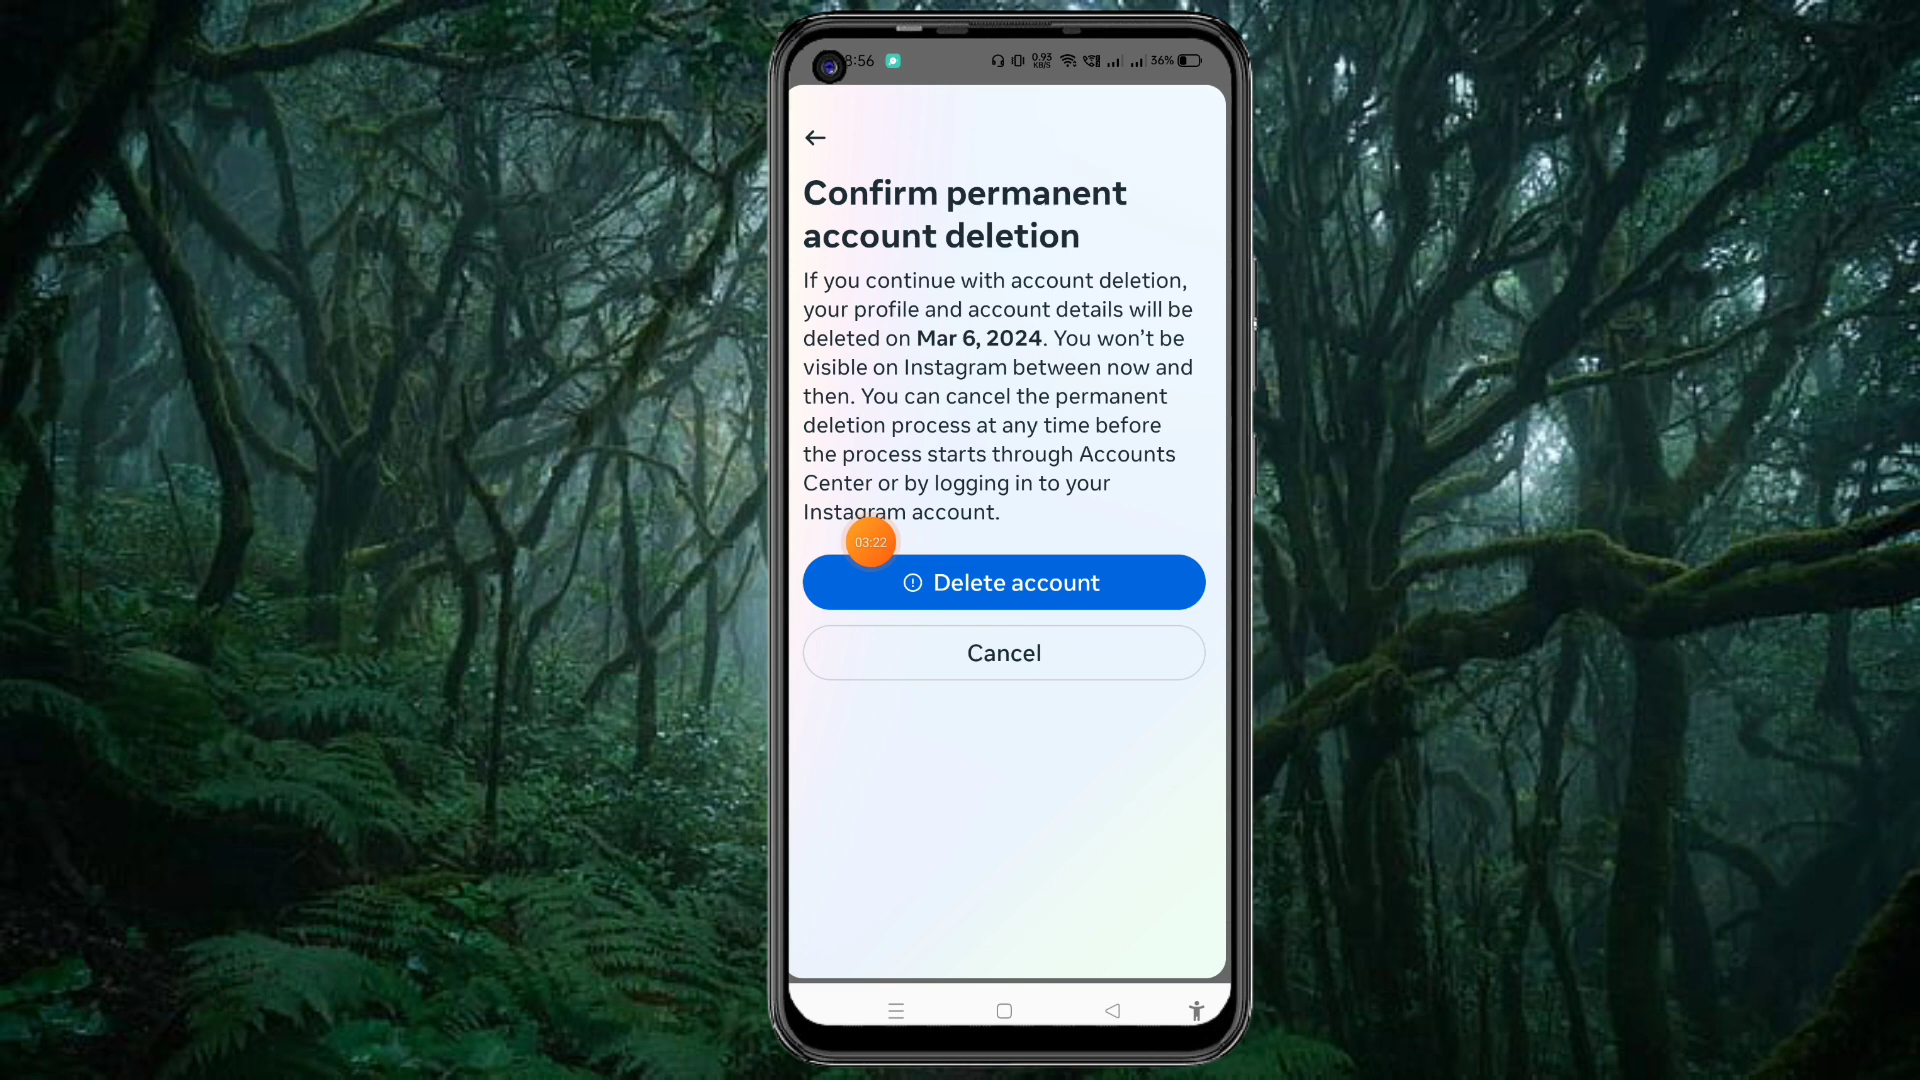 8:56 0.93 KB/S 36%
Confirm permanent
account deletion
If you continue with account deletion,
your profile and account details will be
deleted on Mar 6, 2024. You won’t be
visible on Instagram between now and
then. You can cancel the permanent
deletion process at any time before
the process starts through Accounts
Center or by logging in to your
Instagram account.
03:22
Delete account
Cancel